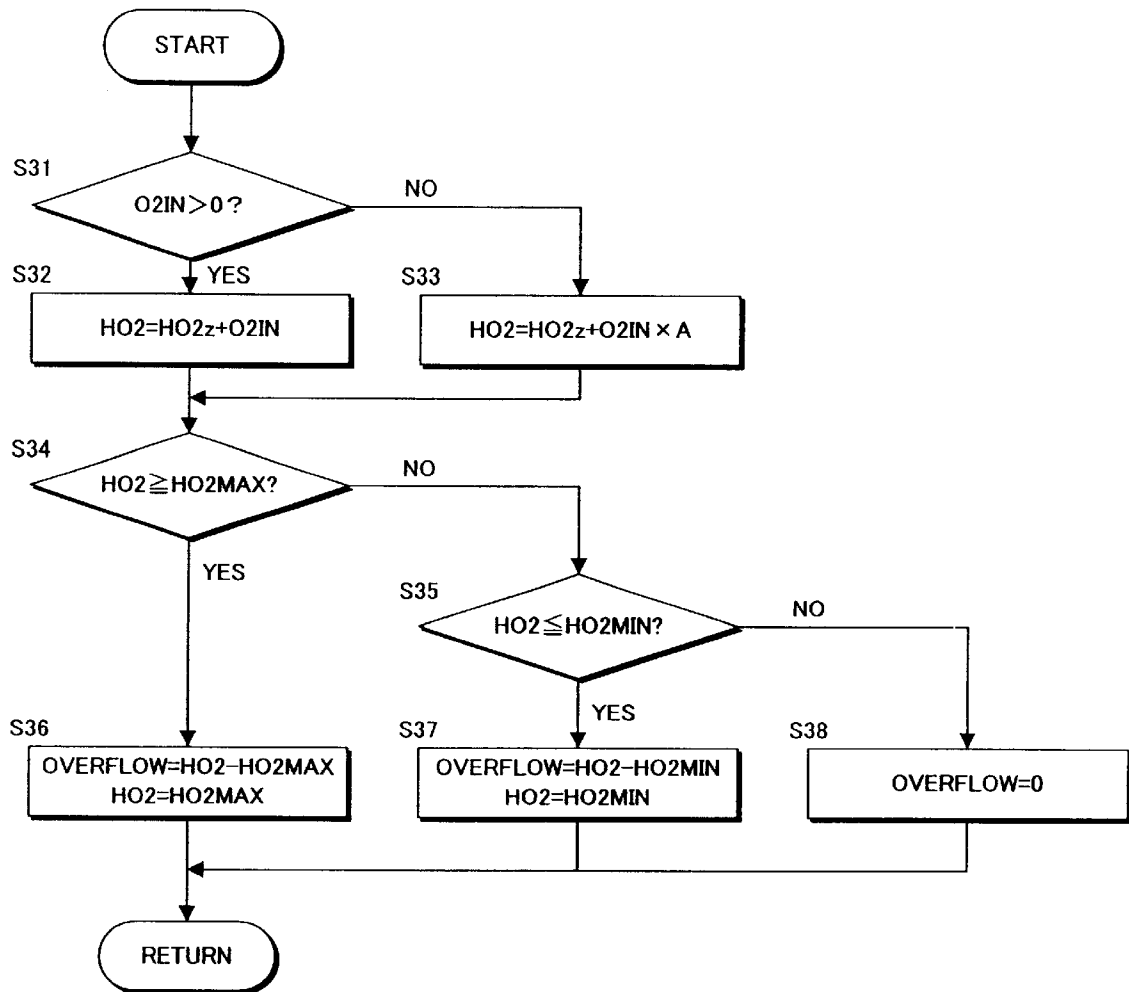 START
S31
O2IN>0?
NO
YES
S32
HO2=HO2z+O2IN
S33
HO2=HO2z+O2IN×A
S34
HO2≧HO2MAX?
NO
YES
S35
HO2≦HO2MIN?
NO
YES
S36
OVERFLOW=HO2-HO2MAX
HO2=HO2MAX
S37
OVERFLOW=HO2-HO2MIN
HO2=HO2MIN
S38
OVERFLOW=0
RETURN